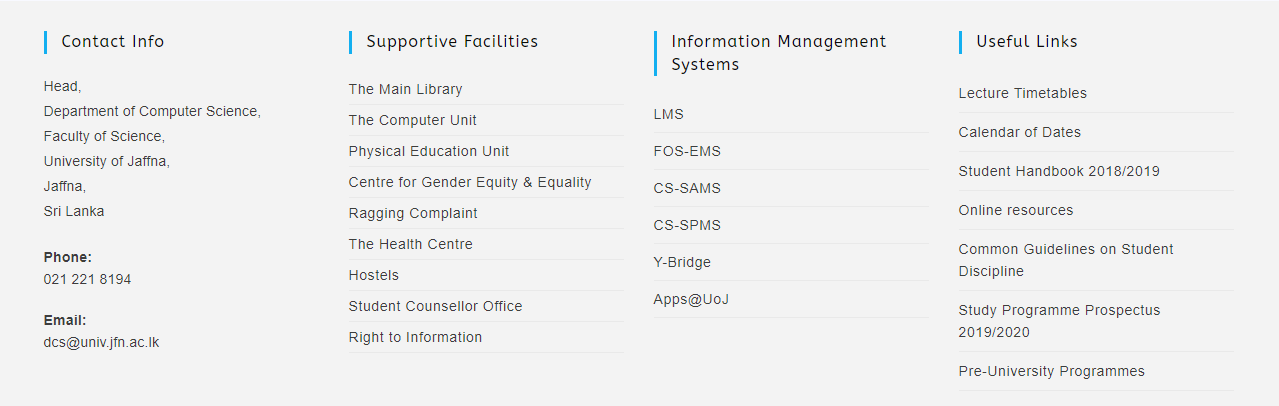 Contact Info
Head,
Department of Computer Science,
Faculty of Science,
University of Jaffna,
Jaffna,
Sri Lanka
Phone:
021 221 8194
Email:
dcs@univ.jfn.ac.lk
Supportive Facilities
The Main Library
The Computer Unit
Physical Education Unit
Centre for Gender Equity & Equality
Ragging Complaint
The Health Centre
Hostels
Student Counsellor Office
Right to Information
Information Management
Systems
LMS
FOS-EMS
CS-SAMS
CS-SPMS
Y-Bridge
Apps@UoJ
Useful Links
Lecture Timetables
Calendar of Dates
Student Handbook 2018/2019
Online resources
Common Guidelines on Student
Discipline
Study Programme Prospectus
2019/2020
Pre-University Programmes